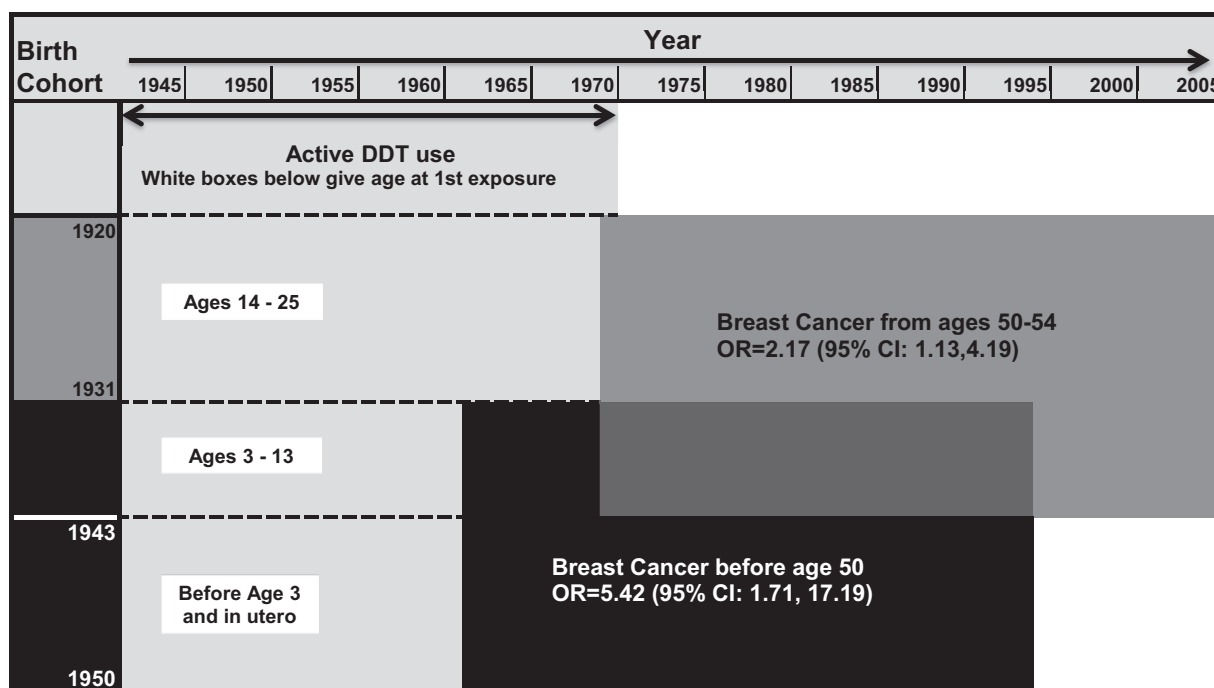 Birth
Cohort
Year
1945 1950 1955 1960 1965 1970 1975 1980 1985 1990 1995 2000 2005
Active DDT use
White boxes below give age at 1st exposure
1920
Ages 14 - 25
Breast Cancer from ages 50-54
OR=2.17 (95% CI: 1.13,4.19)
1931
Ages 3 - 13
1943
Breast Cancer before age 50
OR=5.42 (95% CI: 1.71, 17.19)
Before Age 3
and in utero
1950